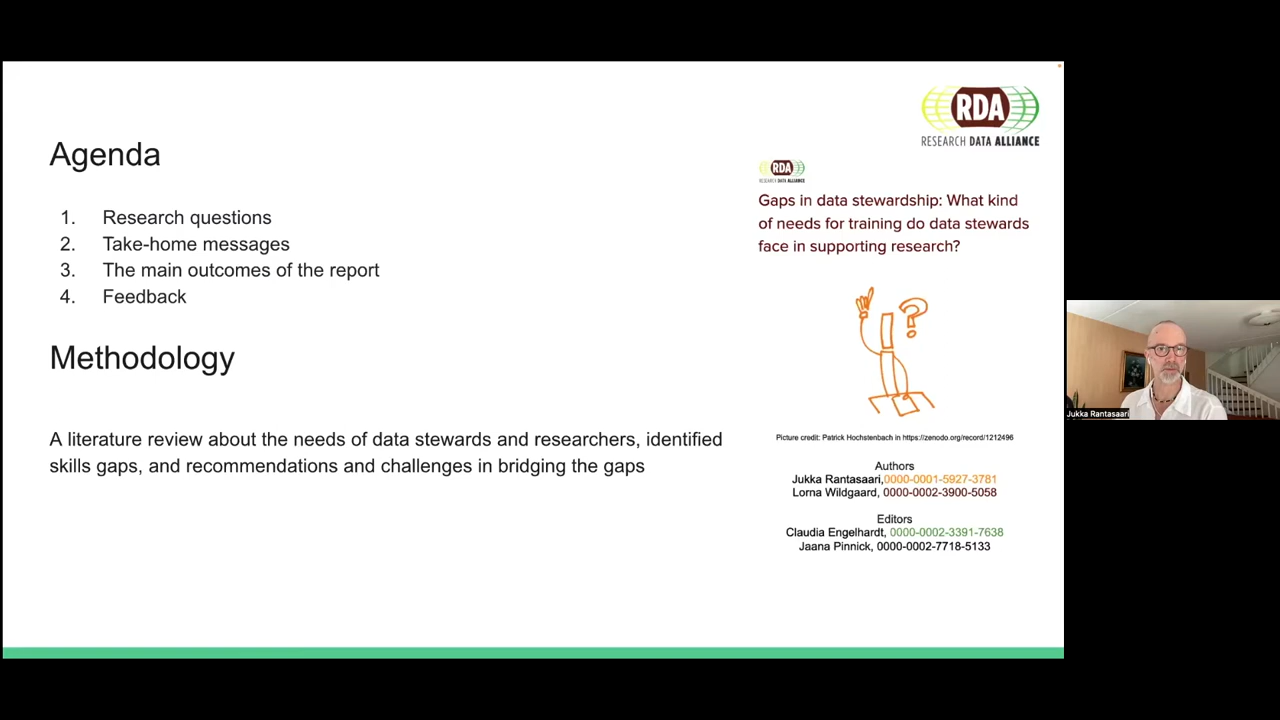 RDA
RESEARCH DATA ALLIANCE
Agenda
1. Research questions
2. Take-home messages
3. The main outcomes of the report
4. Feedback
Methodology
A literature review about the needs of data stewards and researchers, identified
skills gaps, and recommendations and challenges in bridging the gaps
RDA
RESEARCH DATA ALLIANCE
Gaps in data stewardship: What kind
of needs for training do data stewards
face in supporting research?
?
Picture credit: Patrick Hochstenbach in https://zenodo.org/record/1212496
Authors
Jukka Rantasaari,0000-0001-5927-3781
Lorna Wildgaard, 0000-0002-3900-5058
Editors
Claudia Engelhardt, 0000-0002-3391-7638
Jaana Pinnick, 0000-0002-7718-5133
Jukka Rantasaari